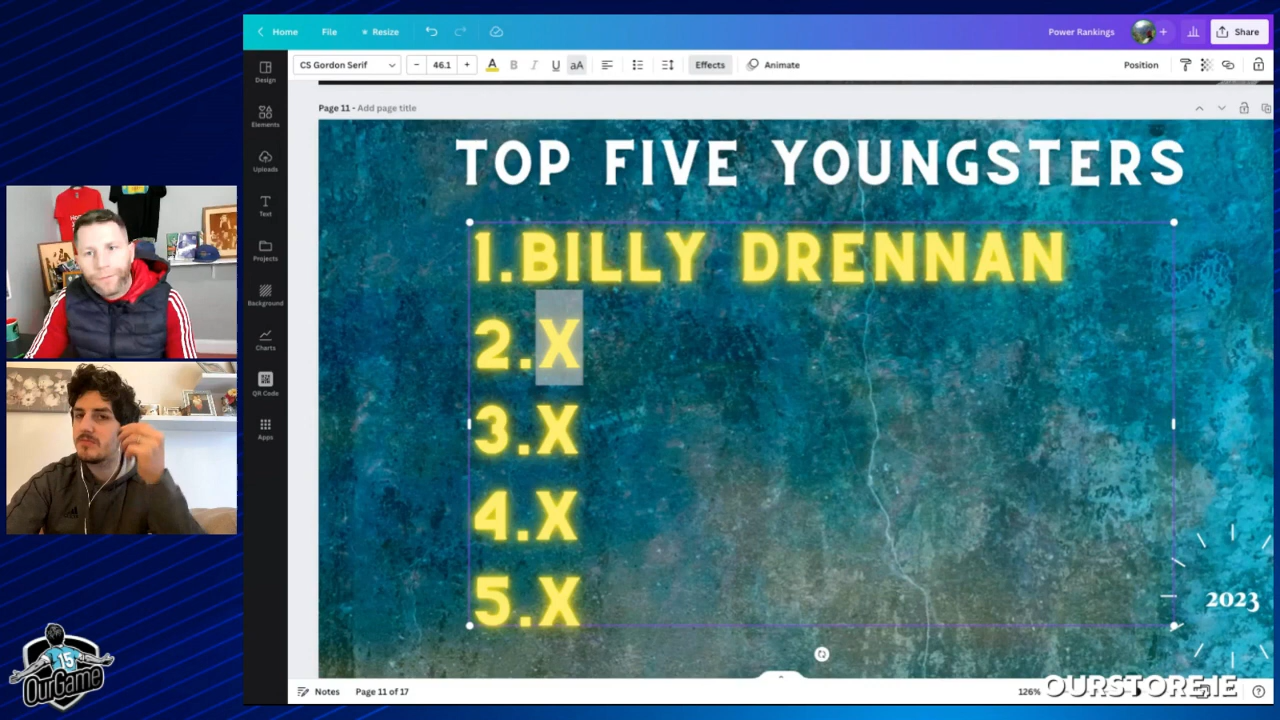 Home
File
Resize
Power Rankings
+
Share
CS Gordon Serif
- 46.1 +
A
B
I
U
aA
Effects
Animate
Position
Design
Elements
Uploads
Text
Projects
Background
Charts
QR Code
Apps
Page 11 - Add page title
TOP FIVE YOUNGSTERS
1.BILLY DRENNAN
2.X
3.X
4.X
5.X
2023
15
OurGame
Notes
Page 11 of 17
126%
OURSTORE.IE
?